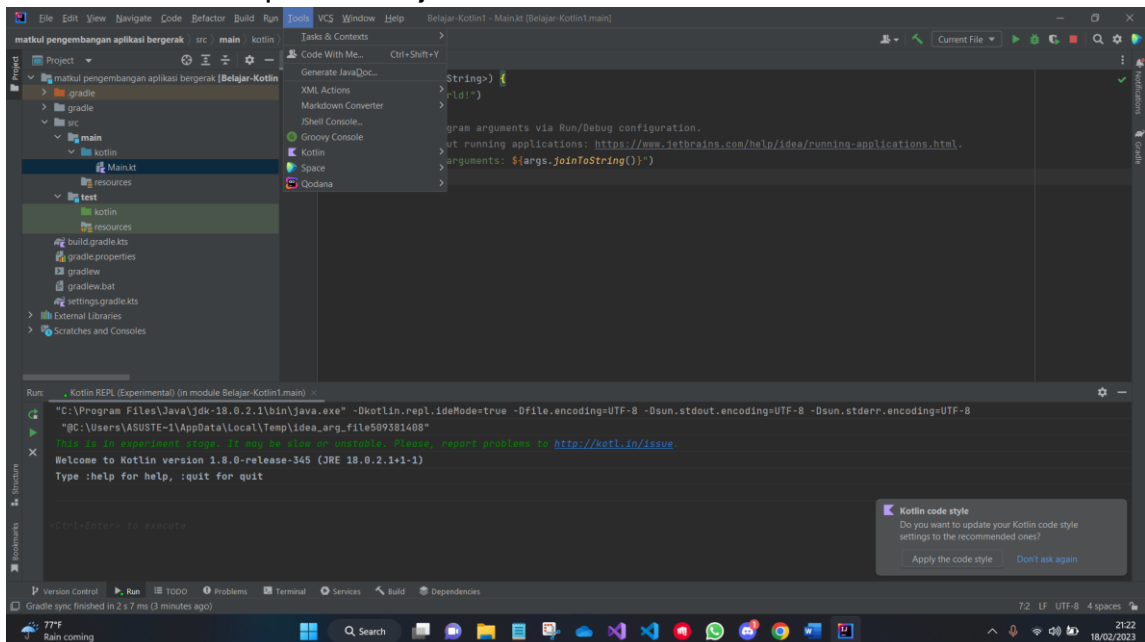 File Edit View Navigate Code Refactor Build Run Tools VCS Window Help Belajar-Kotlin1 - Main.kt [Belajar-Kotlin1.main]
matkul pengembangan aplikasi bergerak src main kotlin
Current File
Project
matkul pengembangan aplikasi bergerak [Belajar-Kotlin
.gradle
gradle
src
main
kotlin
Main.kt
resources
test
kotlin
resources
build.gradle.kts
gradle.properties
gradlew
gradlew.bat
settings.gradle.kts
External Libraries
Scratches and Consoles
Tasks & Contexts
Code With Me... Ctrl+Shift+Y
Generate JavaDoc...
XML Actions
Markdown Converter
JShell Console...
Groovy Console
Kotlin
Space
Qodana
String>) {
rld!")
gram arguments via Run/Debug configuration.
ut running applications: https://www.jetbrains.com/help/idea/running-applications.html.
arguments: ${args.joinToString()}")
Project
Structure
Bookmarks
Notifications
Gradle
Run: Kotlin REPL (Experimental) (in module Belajar-Kotlin1.main)
"C:\Program Files\Java\jdk-18.0.2.1\bin\java.exe" -Dkotlin.repl.ideMode=true -Dfile.encoding=UTF-8 -Dsun.stdout.encoding=UTF-8 -Dsun.stderr.encoding=UTF-8
"@C:\Users\ASUSTE~1\AppData\Local\Temp\idea_arg_file509381408"
This is in experiment stage. It may be slow or unstable. Please, report problems to http://kotl.in/issue.
Welcome to Kotlin version 1.8.0-release-345 (JRE 18.0.2.1+1-1)
Type :help for help, :quit for quit
<Ctrl+Enter> to execute
Kotlin code style
Do you want to update your Kotlin code style
settings to the recommended ones?
Apply the code style Don't ask again
Version Control Run TODO Problems Terminal Services Build Dependencies
Gradle sync finished in 2 s 7 ms (3 minutes ago) 7:2 LF UTF-8 4 spaces
77°F
Rain coming
Search
21:22
18/02/2023